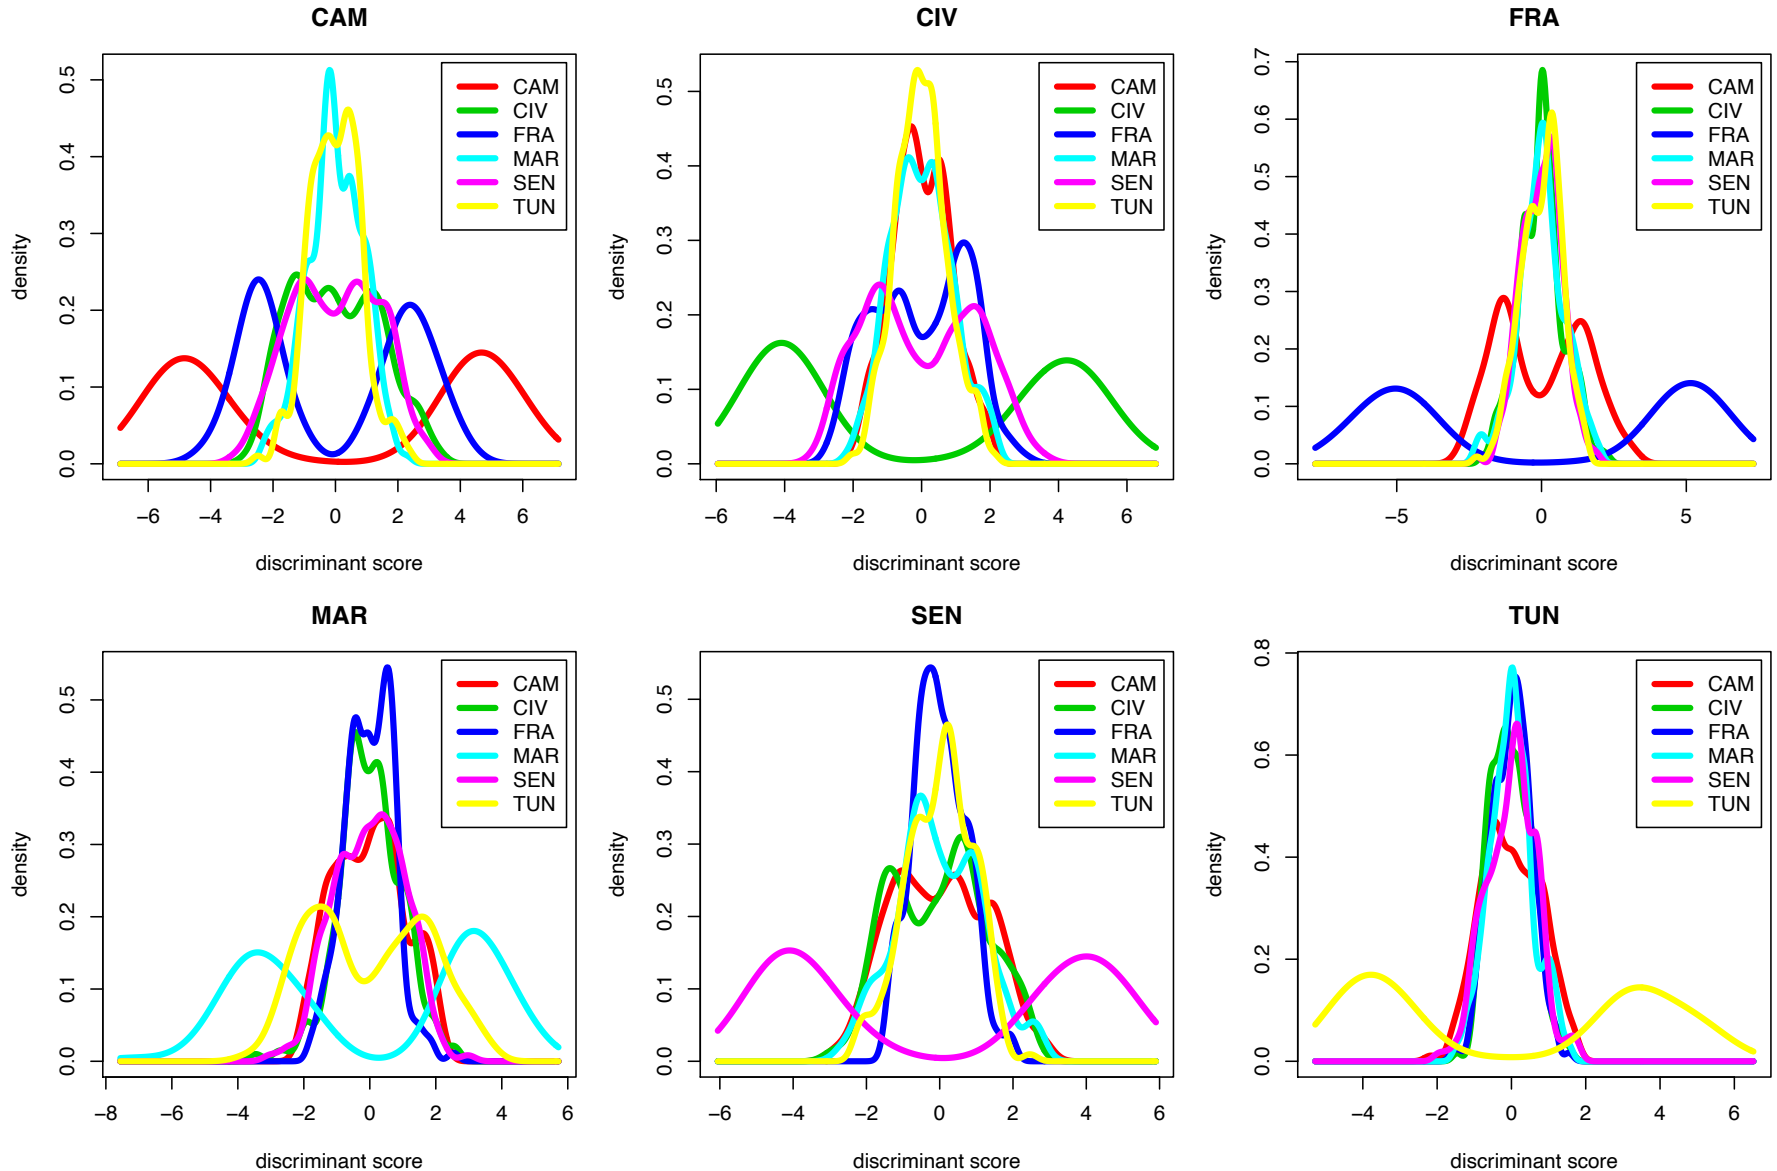 CAM
density
0.0 0.1 0.2 0.3 0.4 0.5
−6 −4 −2 0 2 4 6
discriminant score
CAM
CIV
FRA
MAR
SEN
TUN
CIV
density
0.0 0.1 0.2 0.3 0.4 0.5
−6 −4 −2 0 2 4 6
discriminant score
CAM
CIV
FRA
MAR
SEN
TUN
FRA
density
0.0 0.1 0.2 0.3 0.4 0.5 0.6 0.7
−5 0 5
discriminant score
CAM
CIV
FRA
MAR
SEN
TUN
MAR
density
0.0 0.1 0.2 0.3 0.4 0.5
−8 −6 −4 −2 0 2 4 6
discriminant score
CAM
CIV
FRA
MAR
SEN
TUN
SEN
density
0.0 0.1 0.2 0.3 0.4 0.5
−6 −4 −2 0 2 4 6
discriminant score
CAM
CIV
FRA
MAR
SEN
TUN
TUN
density
0.0 0.2 0.4 0.6 0.8
−4 −2 0 2 4 6
discriminant score
CAM
CIV
FRA
MAR
SEN
TUN